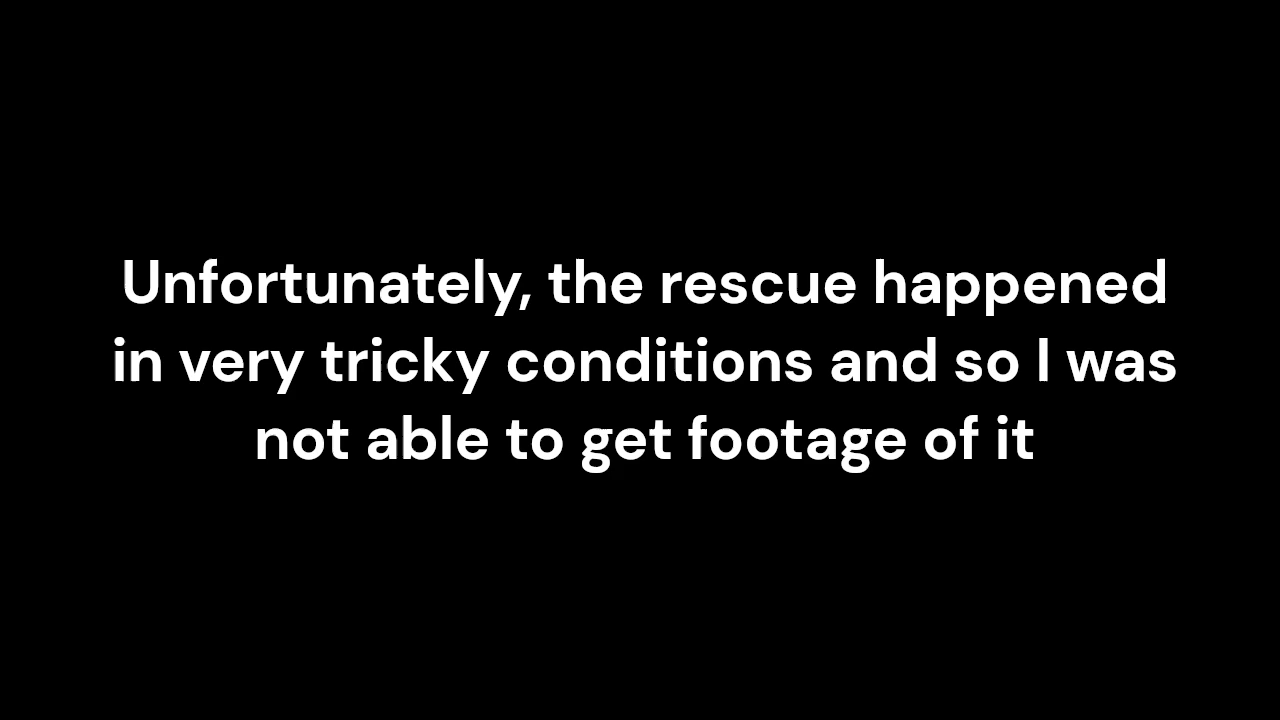 Unfortunately, the rescue happened
in very tricky conditions and so I was
not able to get footage of it